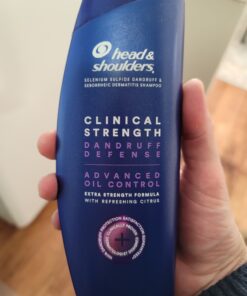 head &
shoulders
SELENIUM SULFIDE DANDRUFF &
SEBORRHEIC DERMATITIS SHAMPOO
CLINICAL
STRENGTH
DANDRUFF
DEFENSE
ADVANCED
OIL CONTROL
EXTRA STRENGTH FORMULA
WITH REFRESHING CITRUS